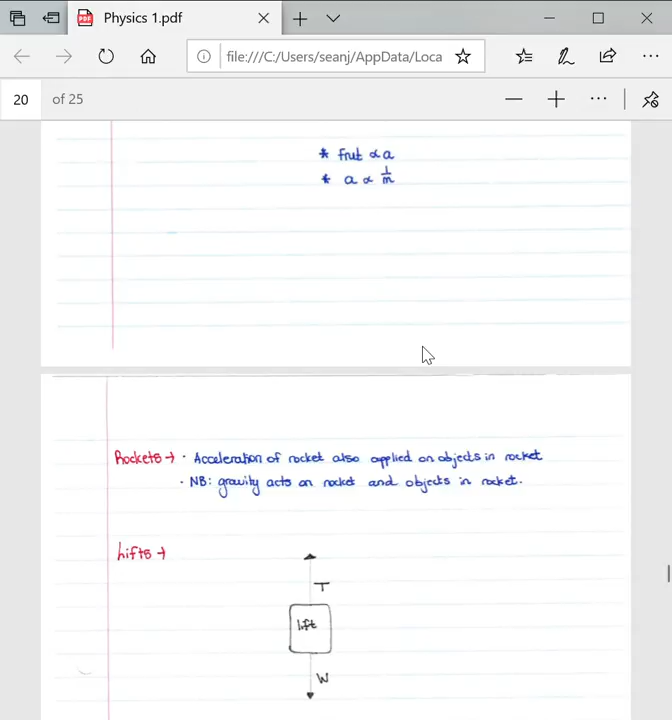 Physics 1.pdf
file:///C:/Users/seanj/AppData/Loca
20 of 25
* Fnet ∝ a
* a ∝ 1/m
Rockets → · Acceleration of rocket also applied on objects in rocket
· NB: gravity acts on rocket and objects in rocket.
Lifts →
T
lift
W